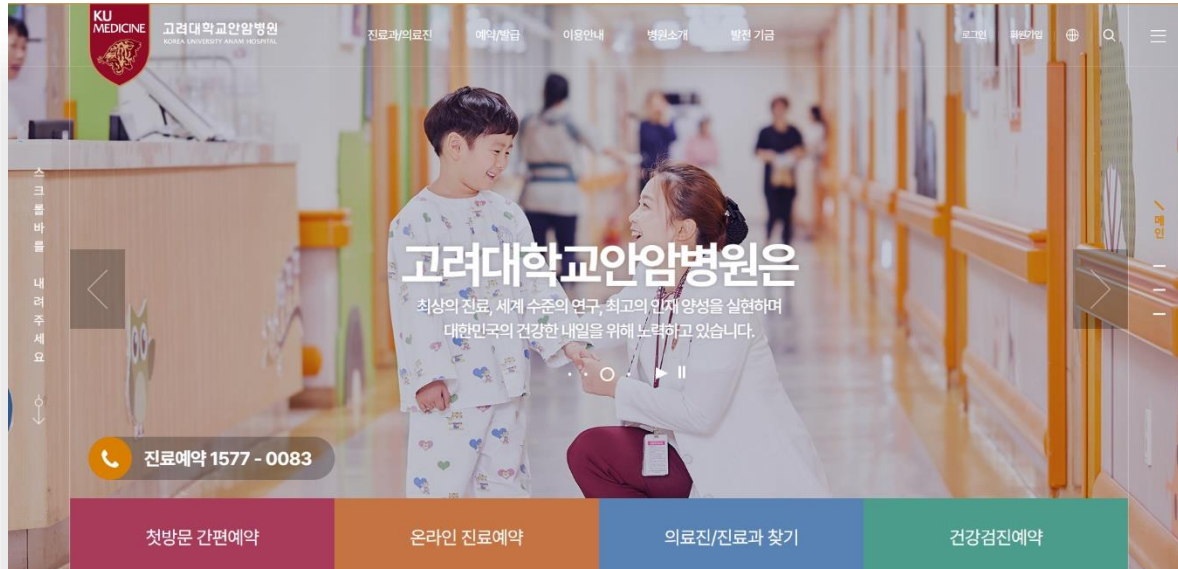 KU
MEDICINE
고려대학교안암병원
KOREA UNIVERSITY ANAM HOSPITAL
진료과/의료진
예약/발급
이용안내
병원소개
발전 기금
로그인
회원가입
스크롤바를 내려주세요
메인
고려대학교안암병원은
최상의 진료, 세계 수준의 연구, 최고의 인재 양성을 실현하며
대한민국의 건강한 내일을 위해 노력하고 있습니다.
진료예약 1577 - 0083
첫방문 간편예약
온라인 진료예약
의료진/진료과 찾기
건강검진예약